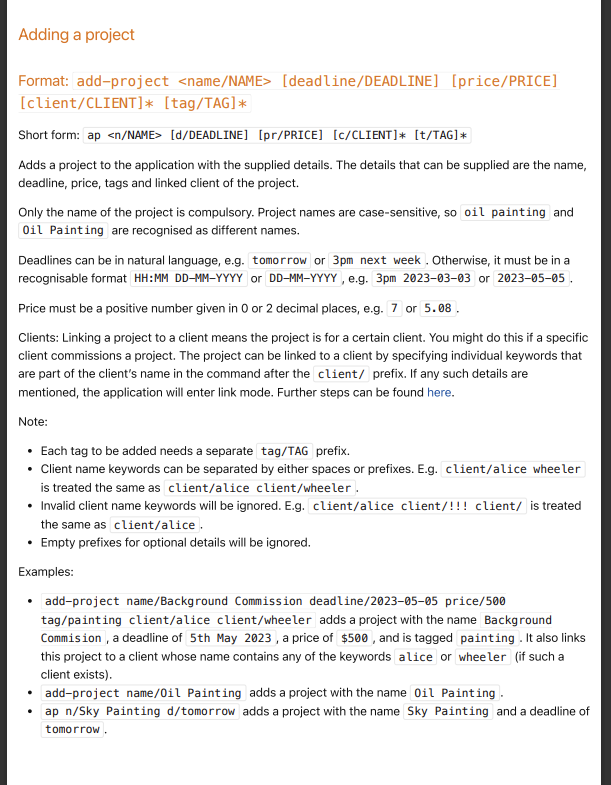 Adding a project
Format: add-project <name/NAME> [deadline/DEADLINE] [price/PRICE]
[client/CLIENT]* [tag/TAG]*
Short form: ap <n/NAME> [d/DEADLINE] [pr/PRICE] [c/CLIENT]* [t/TAG]*
Adds a project to the application with the supplied details. The details that can be supplied are the name,
deadline, price, tags and linked client of the project.
Only the name of the project is compulsory. Project names are case-sensitive, so oil painting and
Oil Painting are recognised as different names.
Deadlines can be in natural language, e.g. tomorrow or 3pm next week. Otherwise, it must be in a
recognisable format HH:MM DD-MM-YYYY or DD-MM-YYYY, e.g. 3pm 2023-03-03 or 2023-05-05.
Price must be a positive number given in 0 or 2 decimal places, e.g. 7 or 5.08.
Clients: Linking a project to a client means the project is for a certain client. You might do this if a specific
client commissions a project. The project can be linked to a client by specifying individual keywords that
are part of the client's name in the command after the client/ prefix. If any such details are
mentioned, the application will enter link mode. Further steps can be found here.
Note:
• Each tag to be added needs a separate tag/TAG prefix.
• Client name keywords can be separated by either spaces or prefixes. E.g. client/alice wheeler
is treated the same as client/alice client/wheeler.
• Invalid client name keywords will be ignored. E.g. client/alice client/!!! client/ is treated
the same as client/alice.
• Empty prefixes for optional details will be ignored.
Examples:
• add-project name/Background Commission deadline/2023-05-05 price/500
tag/painting client/alice client/wheeler adds a project with the name Background
Commision, a deadline of 5th May 2023, a price of $500, and is tagged painting. It also links
this project to a client whose name contains any of the keywords alice or wheeler (if such a
client exists).
• add-project name/Oil Painting adds a project with the name Oil Painting.
• ap n/Sky Painting d/tomorrow adds a project with the name Sky Painting and a deadline of
tomorrow.